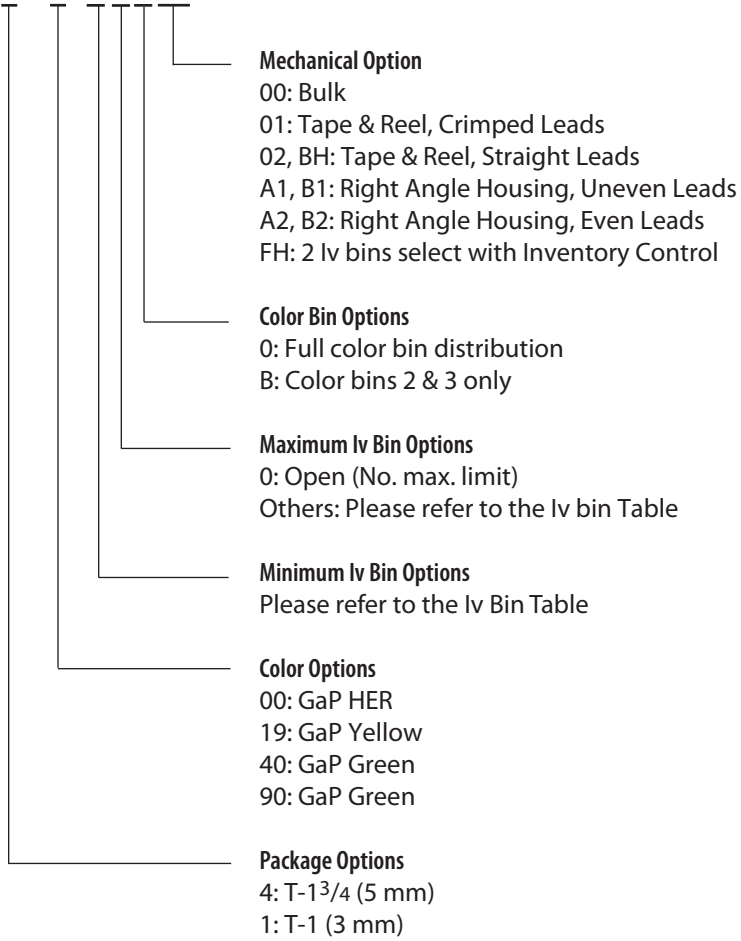 Mechanical Option
00: Bulk
01: Tape & Reel, Crimped Leads
02, BH: Tape & Reel, Straight Leads
A1, B1: Right Angle Housing, Uneven Leads
A2, B2: Right Angle Housing, Even Leads
FH: 2 Iv bins select with Inventory Control
Color Bin Options
0: Full color bin distribution
B: Color bins 2 & 3 only
Maximum Iv Bin Options
0: Open (No. max. limit)
Others: Please refer to the Iv bin Table
Minimum Iv Bin Options
Please refer to the Iv Bin Table
Color Options
00: GaP HER
19: GaP Yellow
40: GaP Green
90: GaP Green
Package Options
4: T-1 3/4 (5 mm)
1: T-1 (3 mm)